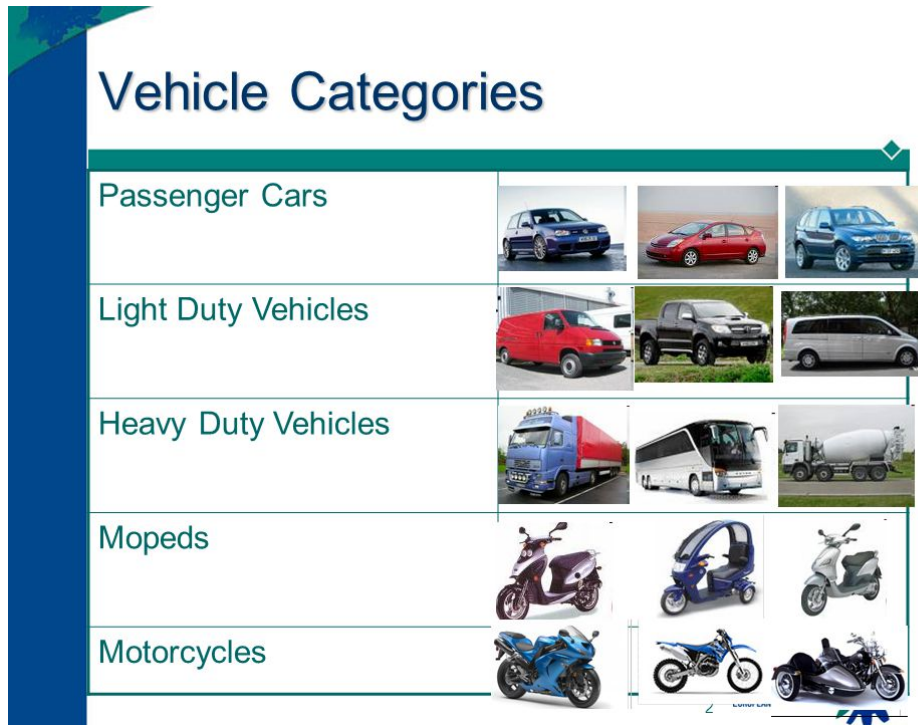 Vehicle Categories
Passenger Cars
Light Duty Vehicles
Heavy Duty Vehicles
Mopeds
Motorcycles
2